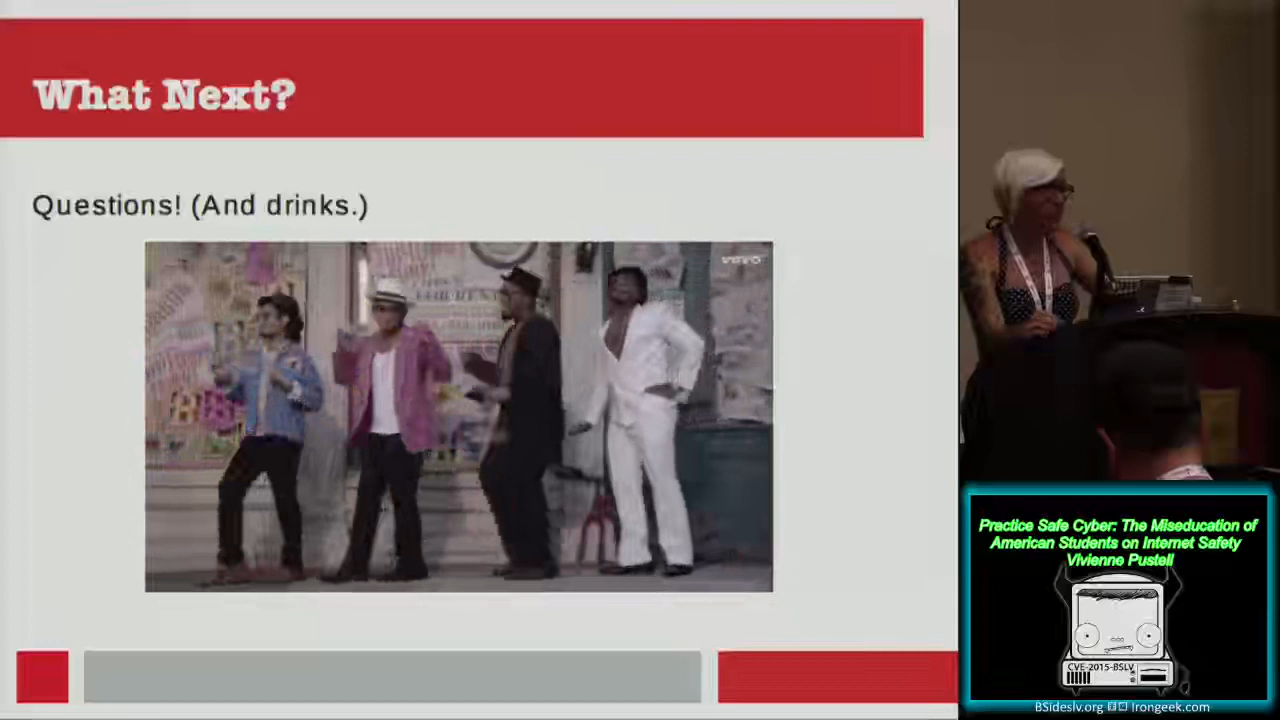 What Next?
Questions! (And drinks.)
vevo
Practice Safe Cyber: The Miseducation of
American Students on Internet Safety
Vivienne Pustell
CVE-2015-BSLV
BSideslv.org
Irongeek.com